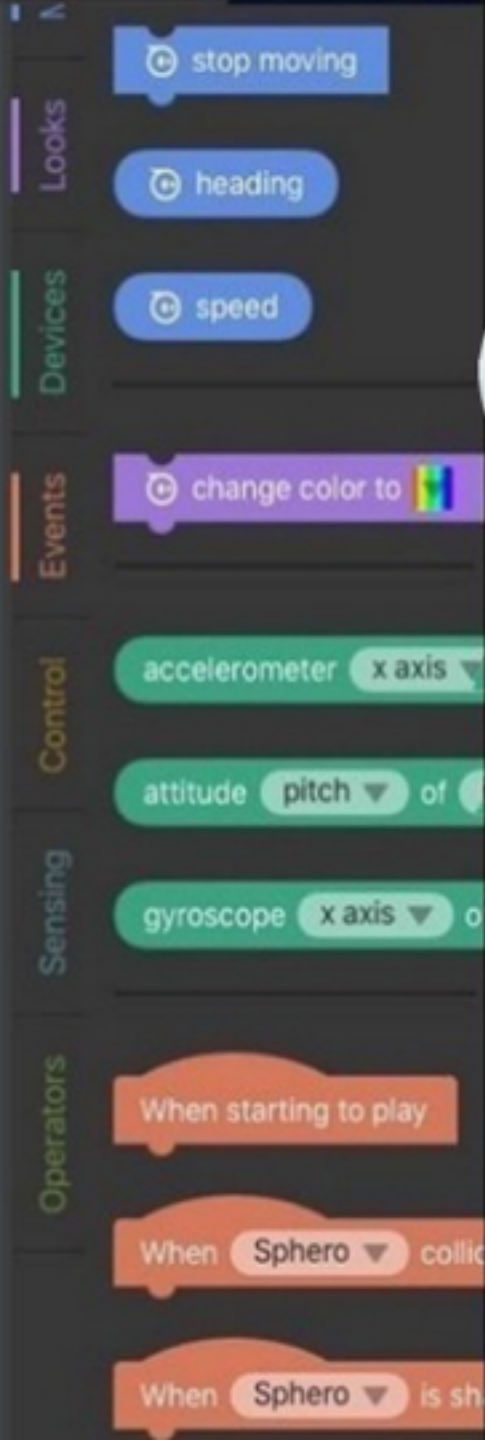 Looks
Devices
Events
Control
Sensing
Operators
stop moving
heading
speed
change color to
accelerometer x axis
attitude pitch of
gyroscope x axis
When starting to play
When Sphero
When Sphero is